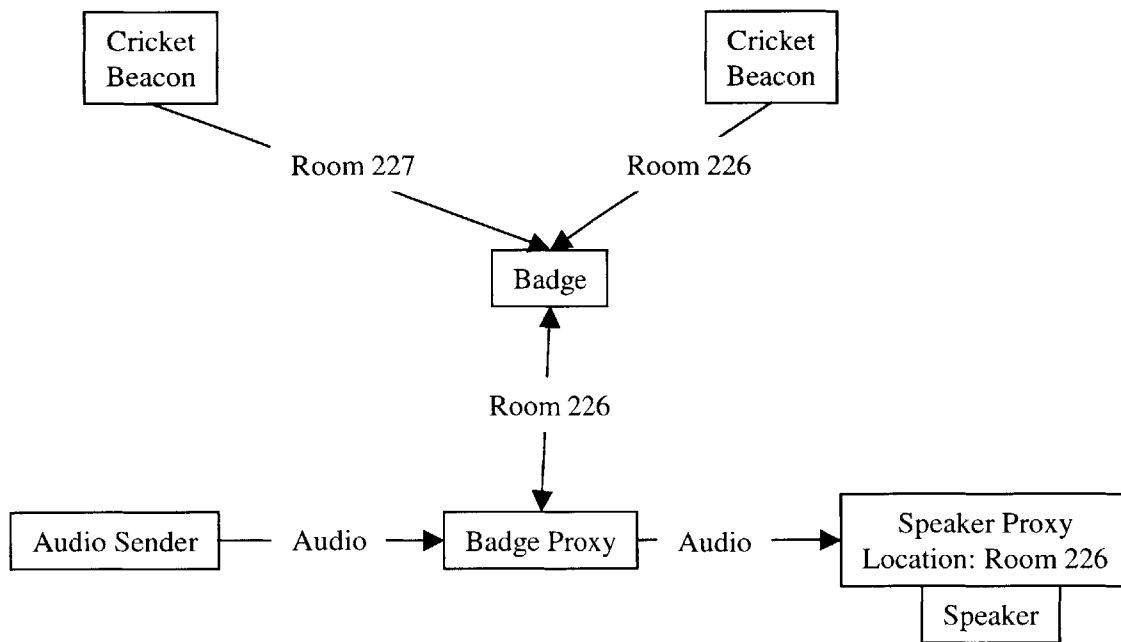 Cricket
Beacon
Cricket
Beacon
Room 227
Room 226
Badge
Room 226
Audio Sender
Audio
Badge Proxy
Audio
Speaker Proxy
Location: Room 226
Speaker